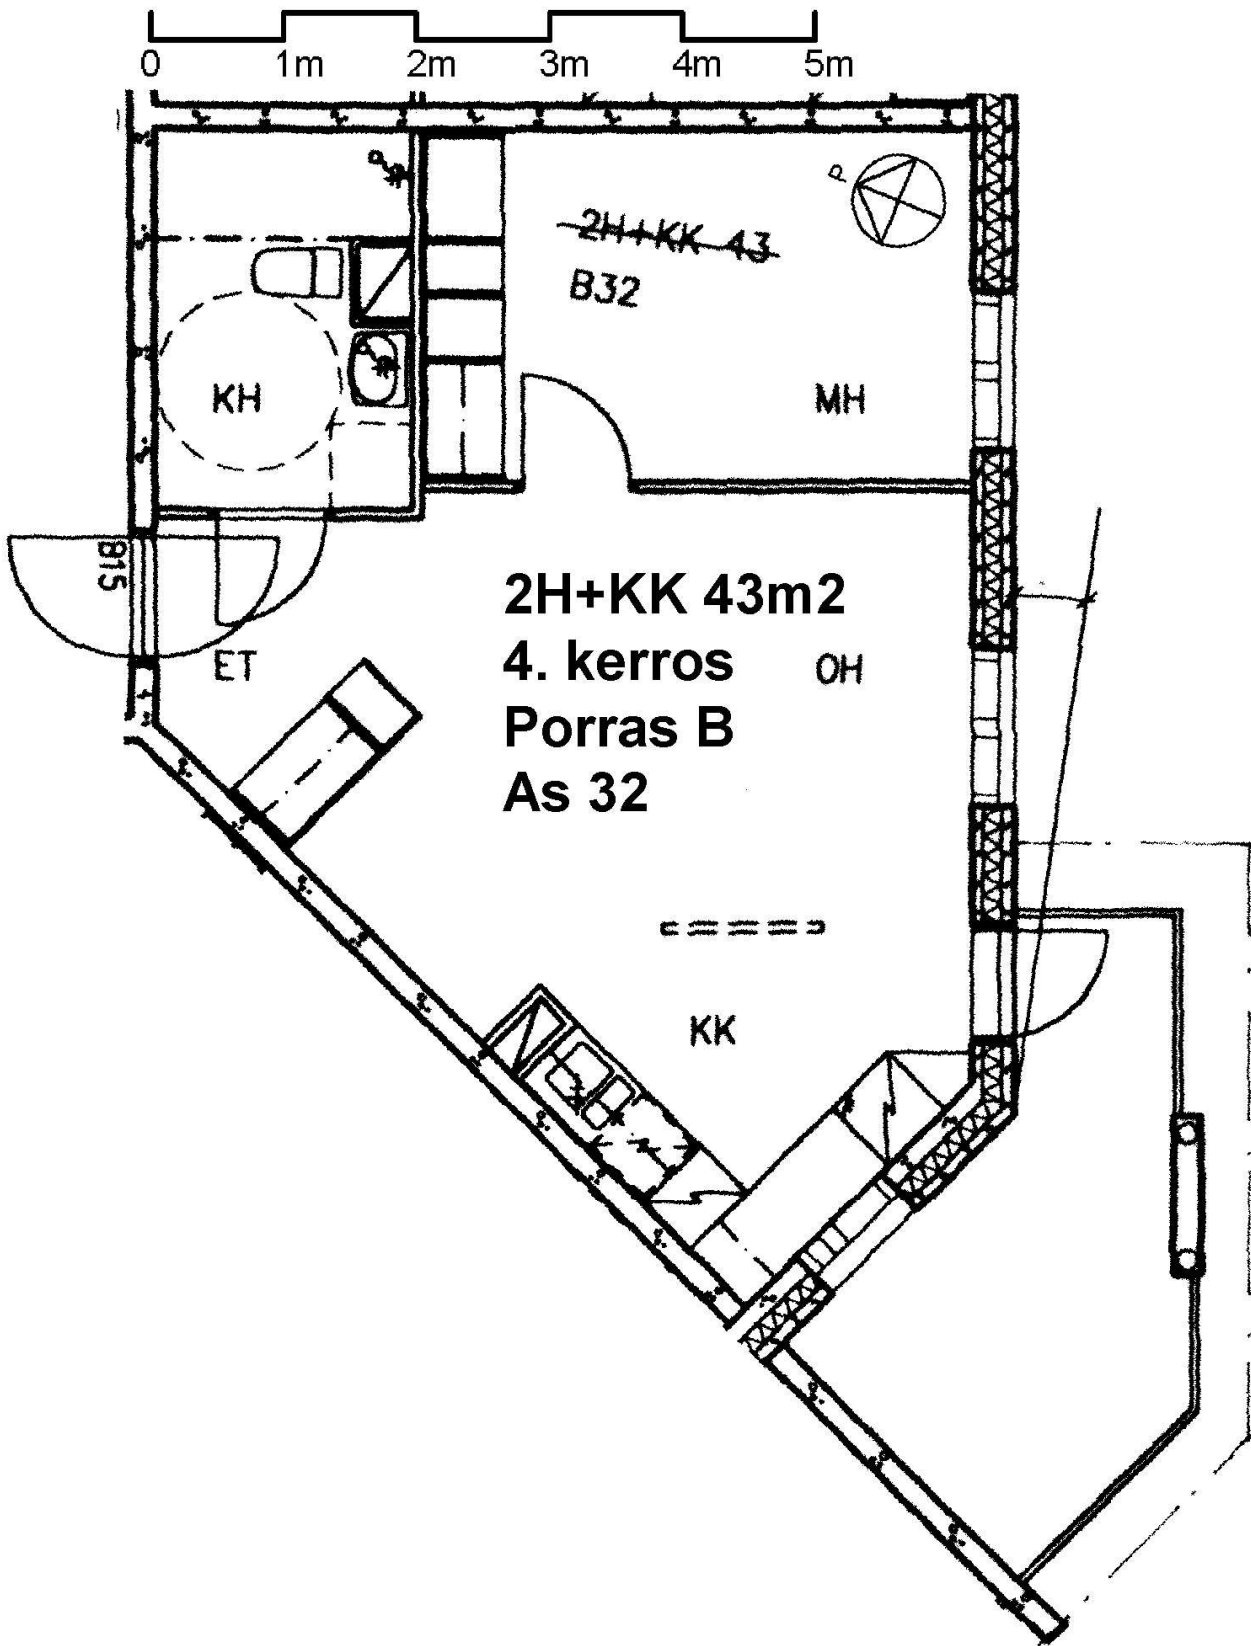 0 1m 2m 3m 4m 5m
P
2H+KK 43
B32
KH
MH
B15
2H+KK 43m2
4. kerros
Porras B
As 32
ET
OH
KK